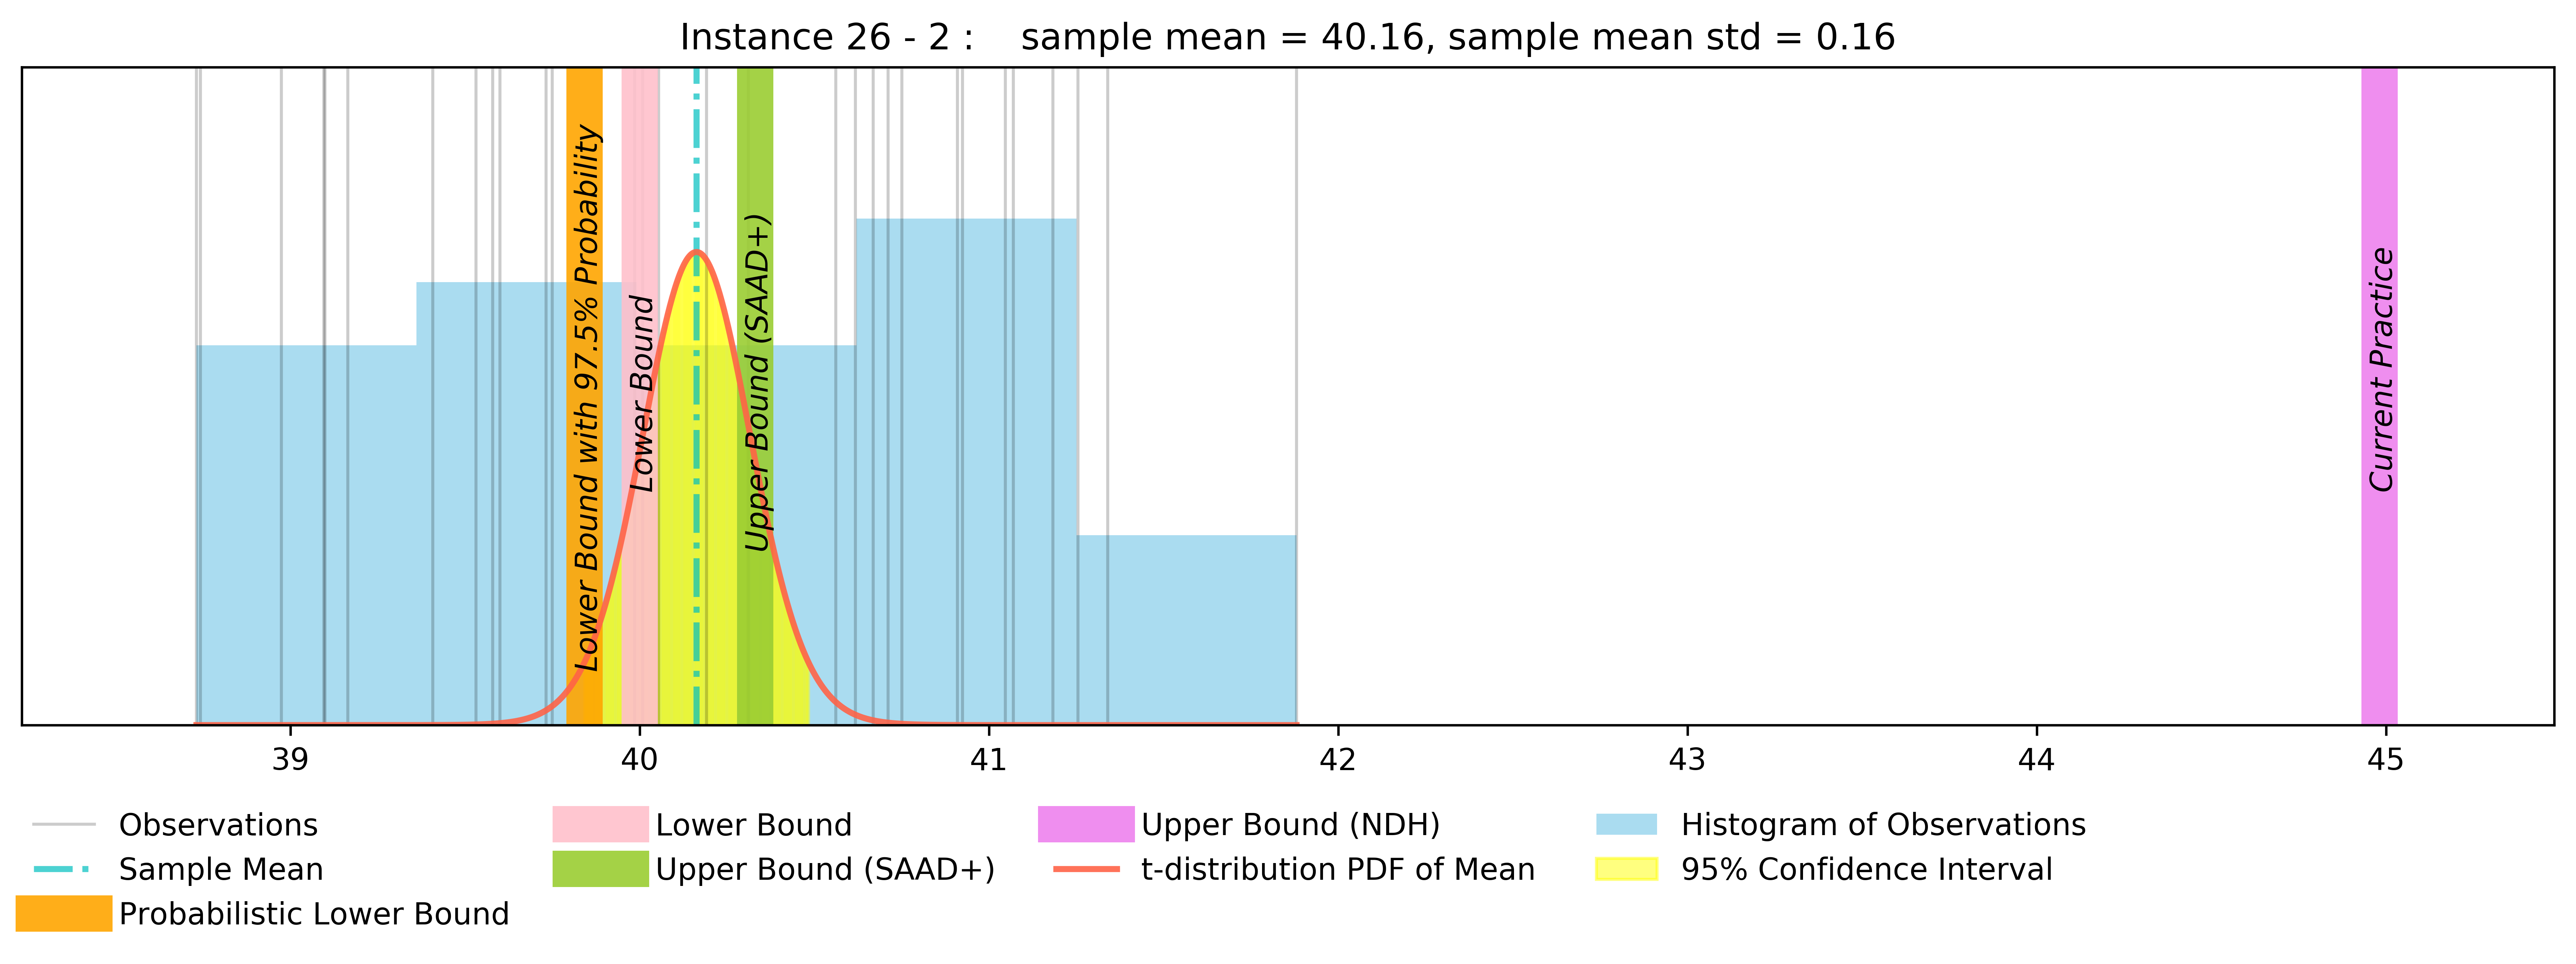 Instance 26 - 2 :    sample mean = 40.16, sample mean std = 0.16
Lower Bound with 97.5% Probability
Lower Bound
Upper Bound (SAAD+)
Current Practice
39 40 41 42 43 44 45
Observations Lower Bound Upper Bound (NDH) Histogram of Observations
Sample Mean Upper Bound (SAAD+) t-distribution PDF of Mean 95% Confidence Interval
Probabilistic Lower Bound